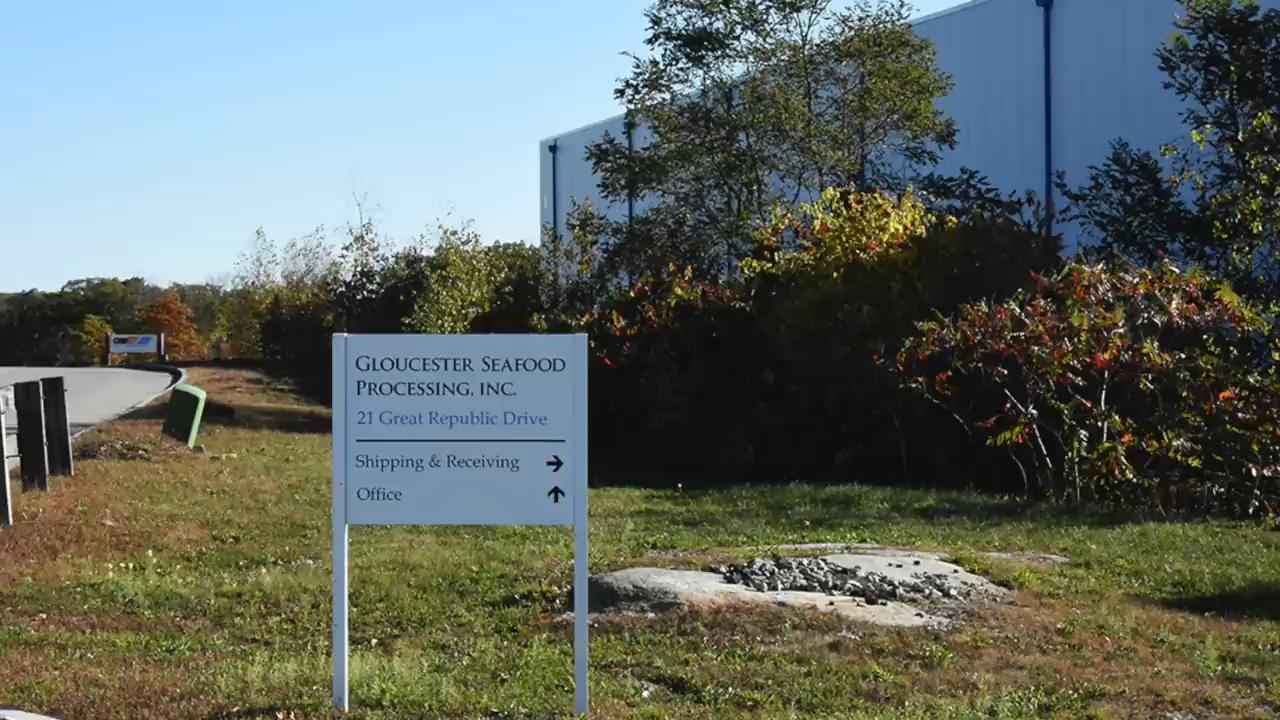 GLOUCESTER SEAFOOD
PROCESSING, INC.
21 Great Republic Drive
Shipping & Receiving →
Office ↑